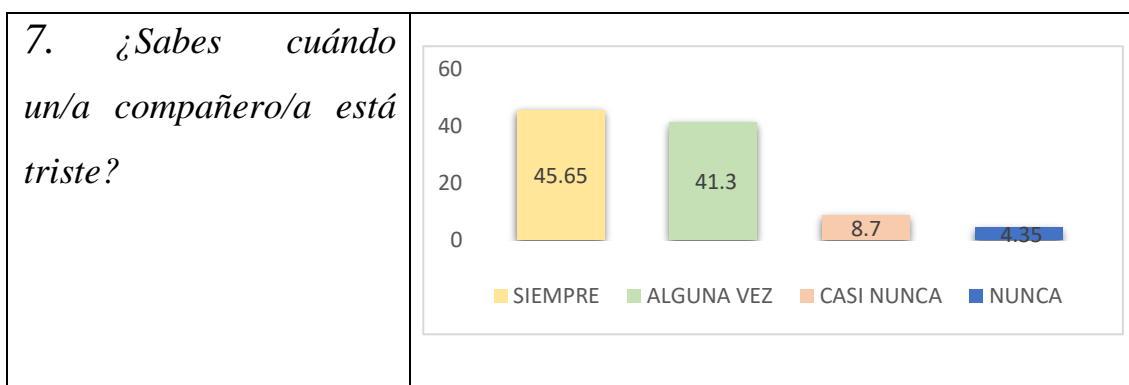 7. ¿Sabes cuándo
un/a compañero/a está
triste?
60
40
20
0
45.65
41.3
8.7
4.35
SIEMPRE ALGUNA VEZ CASI NUNCA NUNCA